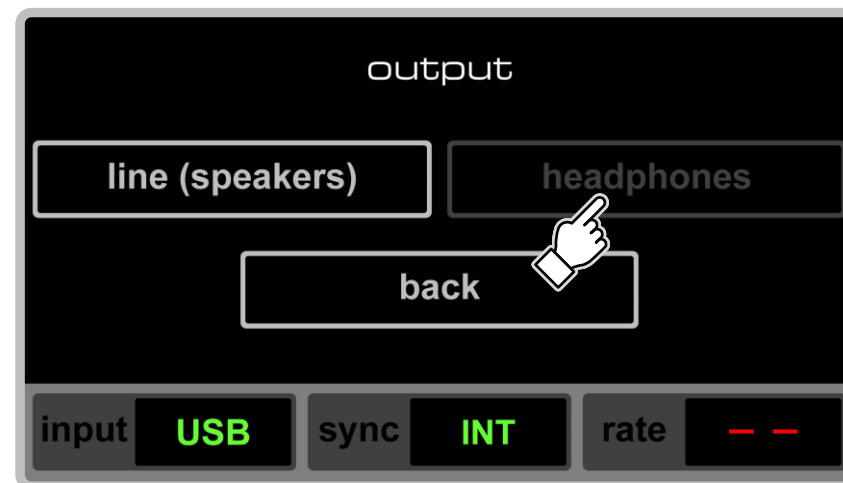 output
line (speakers) headphones
back
input USB sync INT rate – –